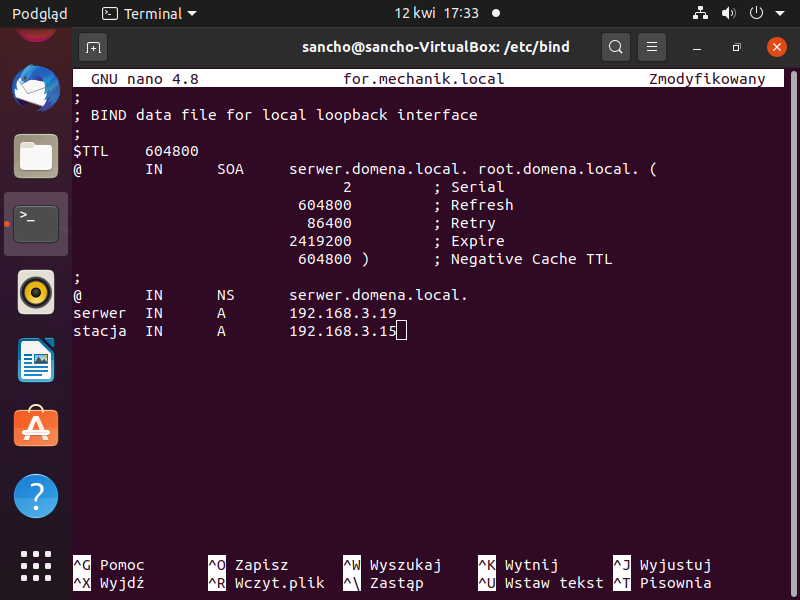 Podgląd Terminal 12 kwi 17:33
sancho@sancho-VirtualBox: /etc/bind
GNU nano 4.8 for.mechanik.local Zmodyfikowany
;
; BIND data file for local loopback interface
;
$TTL 604800
@ IN SOA serwer.domena.local. root.domena.local. (
2 ; Serial
604800 ; Refresh
86400 ; Retry
2419200 ; Expire
604800 ) ; Negative Cache TTL
;
@ IN NS serwer.domena.local.
serwer IN A 192.168.3.19
stacja IN A 192.168.3.15
^G Pomoc ^O Zapisz ^W Wyszukaj ^K Wytnij ^J Wyjustuj
^X Wyjdź ^R Wczyt.plik ^\ Zastąp ^U Wstaw tekst ^T Pisownia